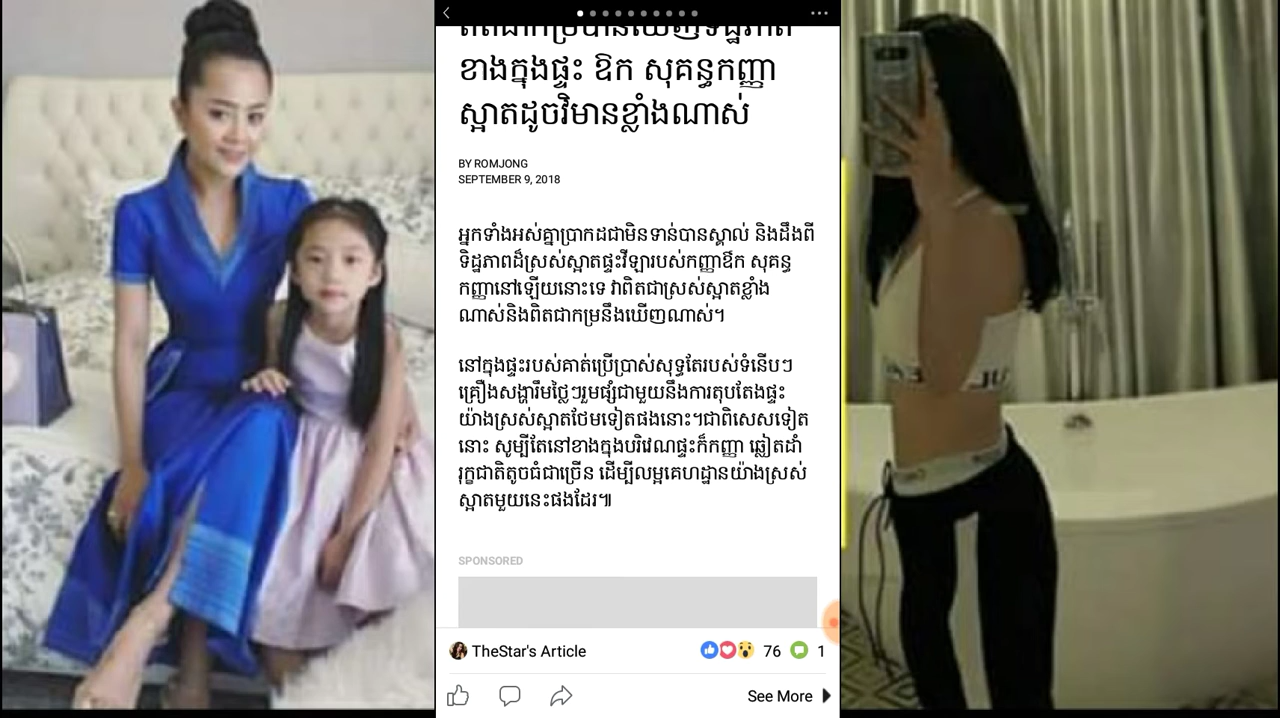 ខាងក្នុងផ្ទះ ឱក សុគន្ធកញ្ញា
ស្អាតដូចវិមានខ្លាំងណាស់
BY ROMJONG
SEPTEMBER 9, 2018
អ្នកទាំងអស់គ្នាប្រាកដជាមិនទាន់បានស្គាល់ និងដឹងពី
ទិដ្ឋភាពដ៏ស្រស់ស្អាតផ្ទះវីឡារបស់កញ្ញាឪក សុគន្ធ
កញ្ញានៅឡើយនោះទេ វាពិតជាស្រស់ស្អាតខ្លាំង
ណាស់និងពិតជាកម្រនឹងឃើញណាស់។
នៅក្នុងផ្ទះរបស់គាត់ប្រើប្រាស់សុទ្ធតែរបស់ទំនើបៗ
គ្រឿងសង្ហារឹមថ្លៃៗរួមផ្សំជាមួយនឹងការតុបតែងផ្ទះ
យ៉ាងស្រស់ស្អាតថែមទៀតផងនោះ។ជាពិសេសទៀត
នោះ សូម្បីតែនៅខាងក្នុងបរិវេណផ្ទះក៏កញ្ញា ឆ្លៀតដាំ
រុក្ខជាតិតូចធំជាច្រើន ដើម្បីលម្អគេហដ្ឋានយ៉ាងស្រស់
ស្អាតមួយនេះផងដែរ៕
SPONSORED
TheStar's Article
76
1
See More